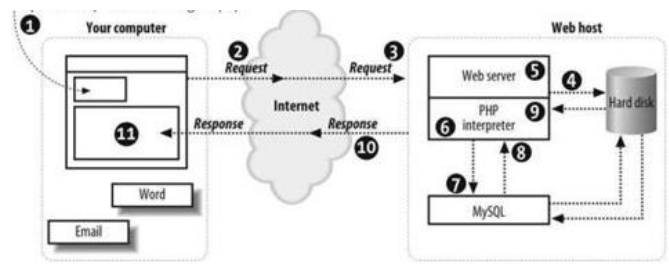 Your computer
Web host
1
2
3
Request
Request
Web server
5
4
Internet
Hard disk
PHP
interpreter
9
6
11
Response
Response
10
8
7
Word
MySQL
Email